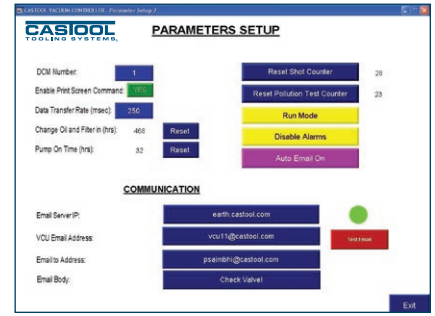 CASTOOL VACUUM CONTROLLER - Parameter Setup 2
CASTOOL
TOOLING SYSTEMS®
PARAMETERS SETUP
DCM Number: 1
Reset Shot Counter 28
Enable Print Screen Command: YES
Reset Pollution Test Counter 23
Data Transfer Rate (msec): 250
Run Mode
Change Oil and Filter in (hrs): 468 Reset
Disable Alarms
Pump On Time (hrs): 32 Reset
Auto Email On
COMMUNICATION
Email Server IP: earth.castool.com
VCU Email Address: vcu11@castool.com
Test Email
Email to Address: psaimbhi@castool.com
Email Body: Check Valve!
Exit